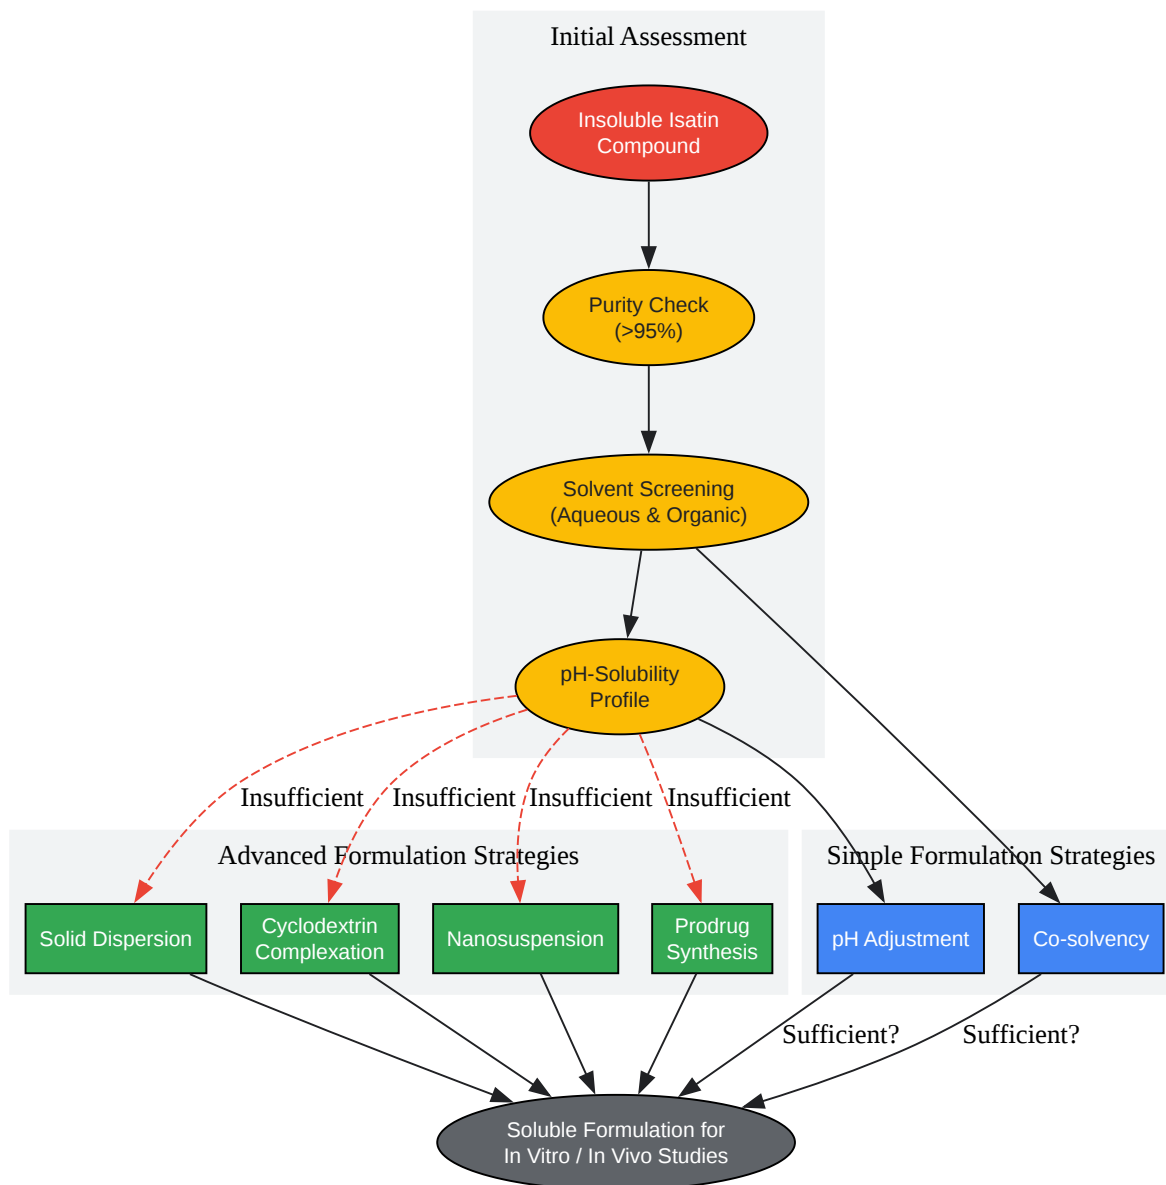 Initial Assessment
Insoluble Isatin
Compound
Purity Check
(>95%)
Solvent Screening
(Aqueous & Organic)
pH-Solubility
Profile
Insufficient
Insufficient
Insufficient
Insufficient
Advanced Formulation Strategies
Simple Formulation Strategies
Solid Dispersion
Cyclodextrin
Complexation
Nanosuspension
Prodrug
Synthesis
pH Adjustment
Co-solvency
Sufficient?
Sufficient?
Soluble Formulation for
In Vitro / In Vivo Studies